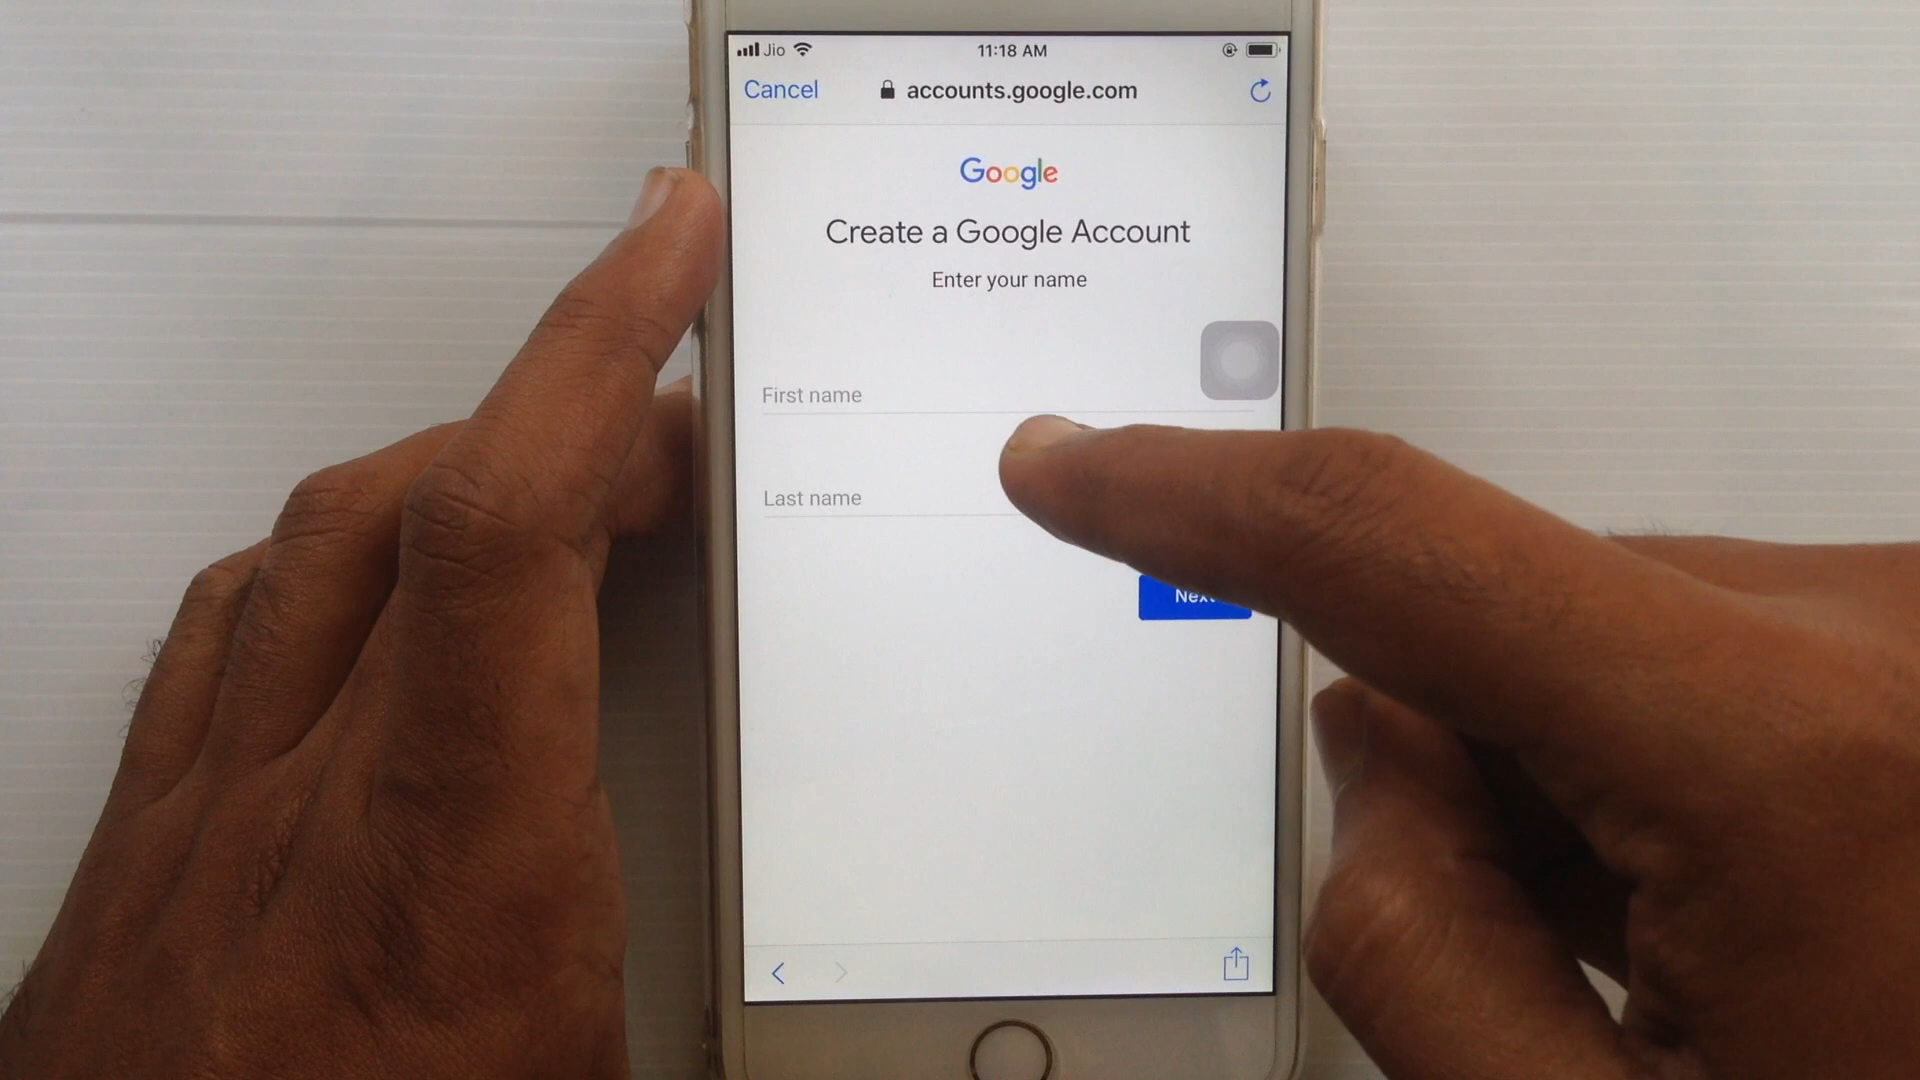 Jio 11:18 AM
Cancel accounts.google.com
Google
Create a Google Account
Enter your name
First name
Last name
Next